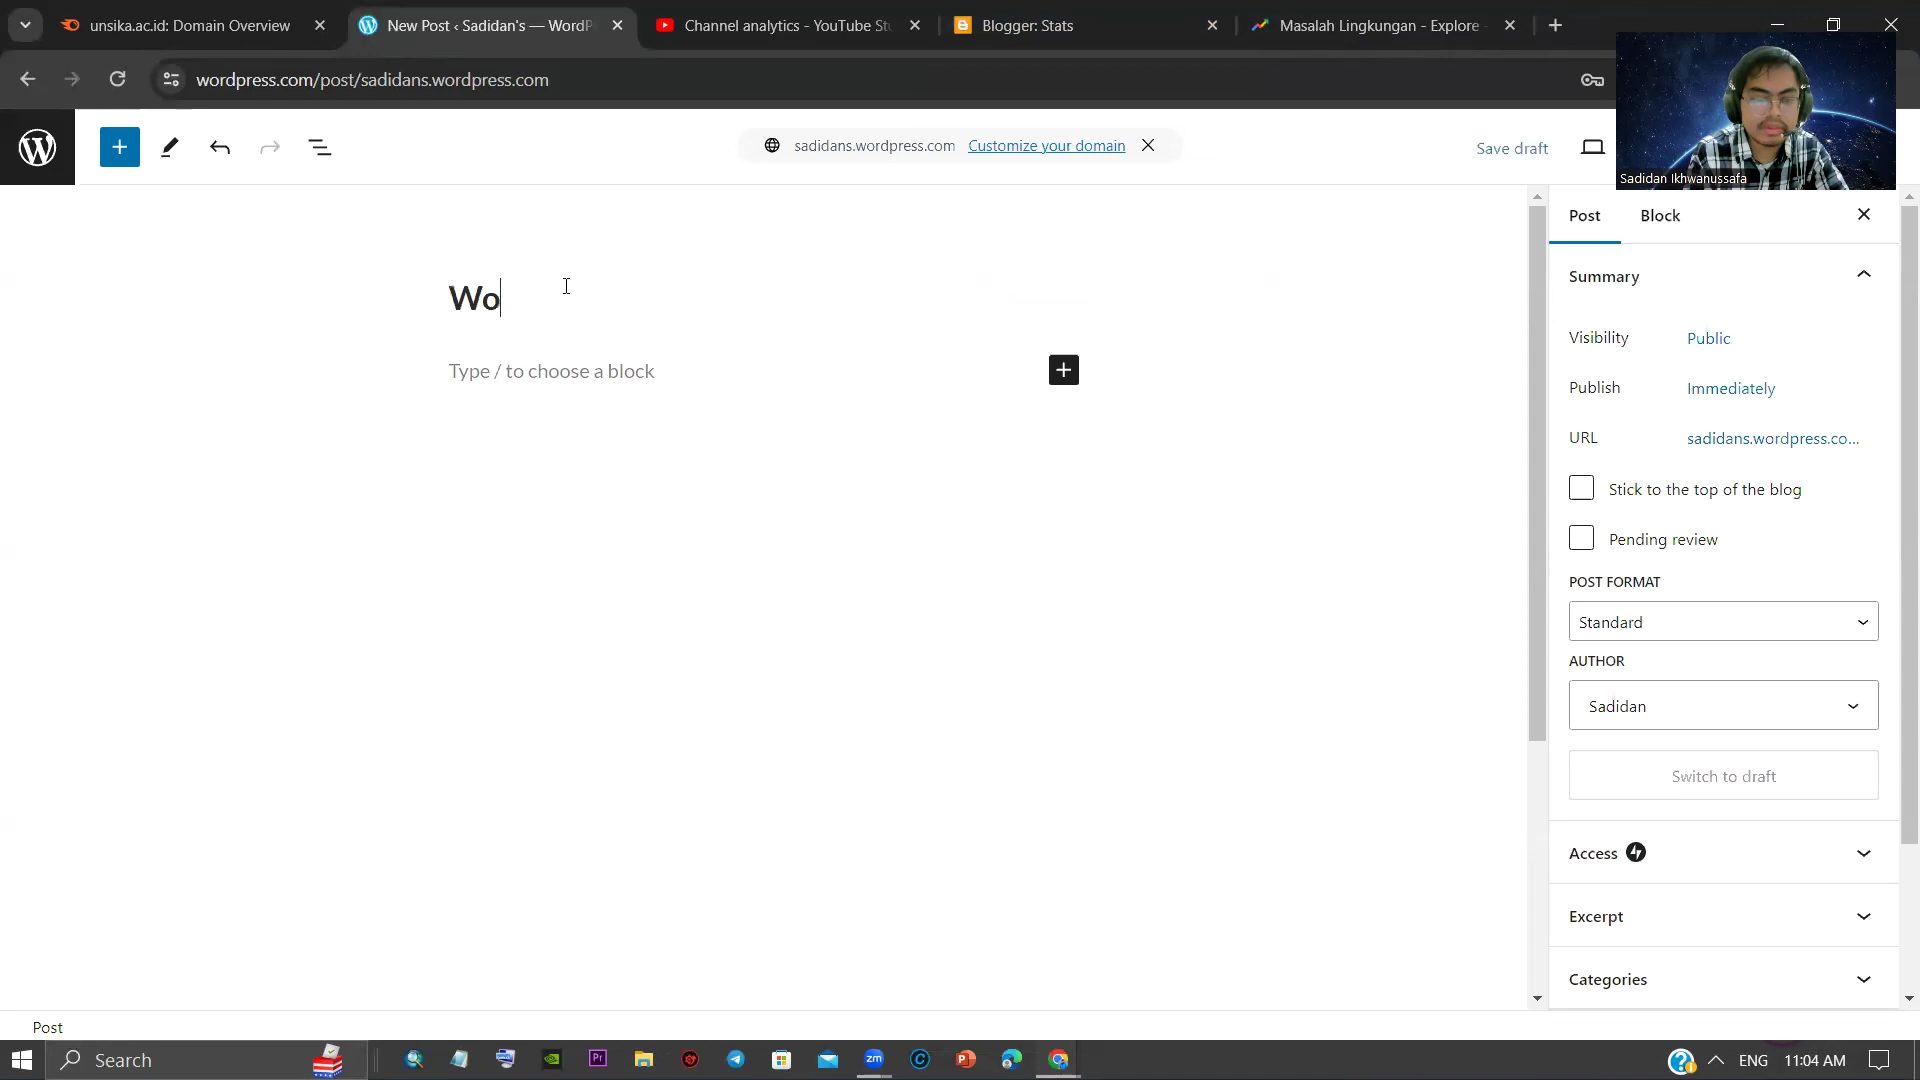 unsika.ac.id: Domain Overview
New Post ‹ Sadidan's — WordP
Channel analytics - YouTube Stu
Blogger: Stats
Masalah Lingkungan - Explore -
wordpress.com/post/sadidans.wordpress.com
sadidans.wordpress.com Customize your domain
Save draft
Sadidan Ikhwanussafa
Post Block
Wo
Type / to choose a block
Summary
Visibility Public
Publish Immediately
URL sadidans.wordpress.co...
Stick to the top of the blog
Pending review
POST FORMAT
Standard
AUTHOR
Sadidan
Switch to draft
Access
Excerpt
Categories
Post
Search
Pr
zm
ENG 11:04 AM